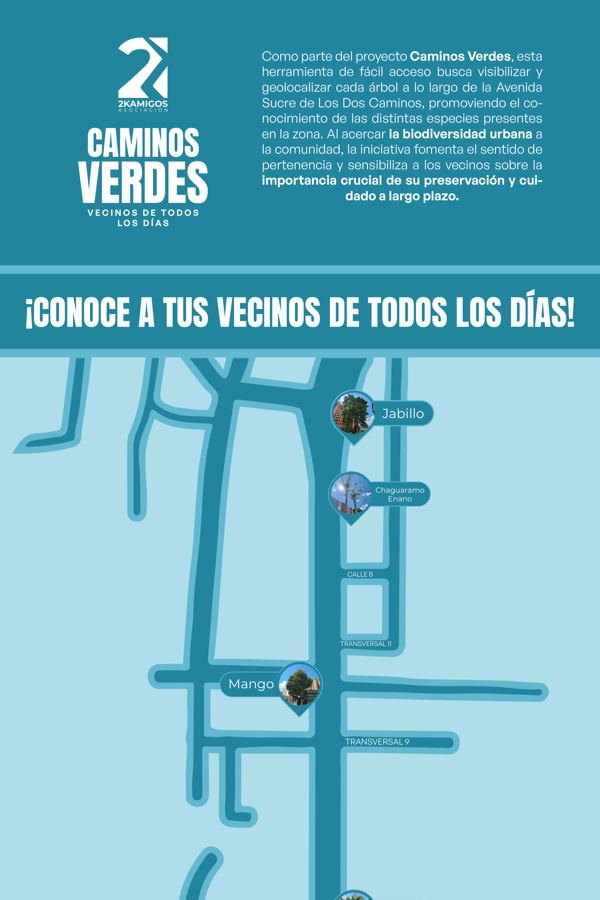 2KAMIGOS
ASOCIACIÓN
CAMINOS
VERDES
VECINOS DE TODOS
LOS DÍAS
Como parte del proyecto Caminos Verdes, esta
herramienta de fácil acceso busca visibilizar y
geolocalizar cada árbol a lo largo de la Avenida
Sucre de Los Dos Caminos, promoviendo el co-
nocimiento de las distintas especies presentes
en la zona. Al acercar la biodiversidad urbana a
la comunidad, la iniciativa fomenta el sentido de
pertenencia y sensibiliza a los vecinos sobre la
importancia crucial de su preservación y cui-
dado a largo plazo.
¡CONOCE A TUS VECINOS DE TODOS LOS DÍAS!
Jabillo
Chaguaramo
Enano
CALLE B
TRANSVERSAL 11
Mango
TRANSVERSAL 9